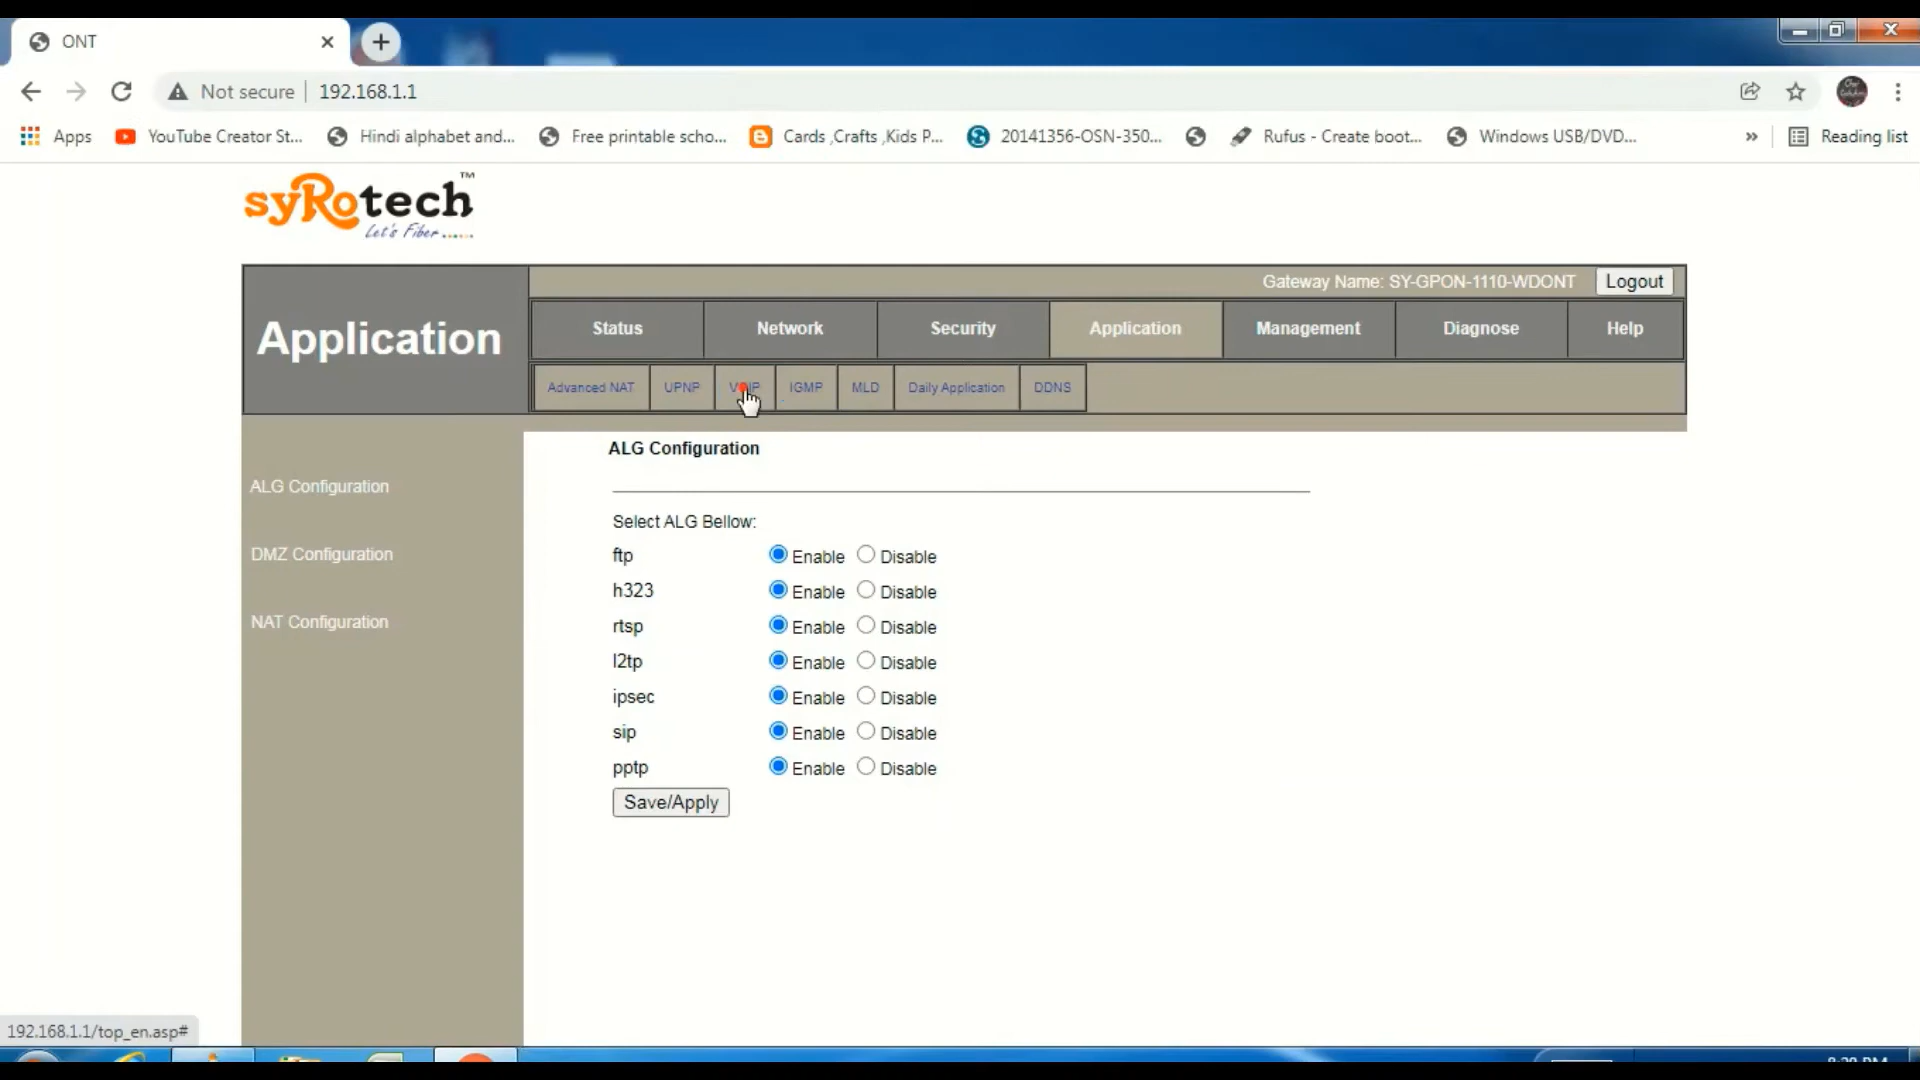 ONT
Not secure 192.168.1.1
Apps YouTube Creator St... Hindi alphabet and... Free printable scho... Cards ,Crafts ,Kids P... 20141356-OSN-350... Rufus - Create boot... Windows USB/DVD... » Reading list
syRotech™
Let's Fiber ......
Gateway Name: SY-GPON-1110-WDONT Logout
Application
Status Network Security Application Management Diagnose Help
Advanced NAT UPNP IGMP MLD Daily Application DDNS
ALG Configuration
DMZ Configuration
NAT Configuration
ALG Configuration
Select ALG Bellow:
ftp Enable Disable
h323 Enable Disable
rtsp Enable Disable
l2tp Enable Disable
ipsec Enable Disable
sip Enable Disable
pptp Enable Disable
Save/Apply
192.168.1.1/top_en.asp#